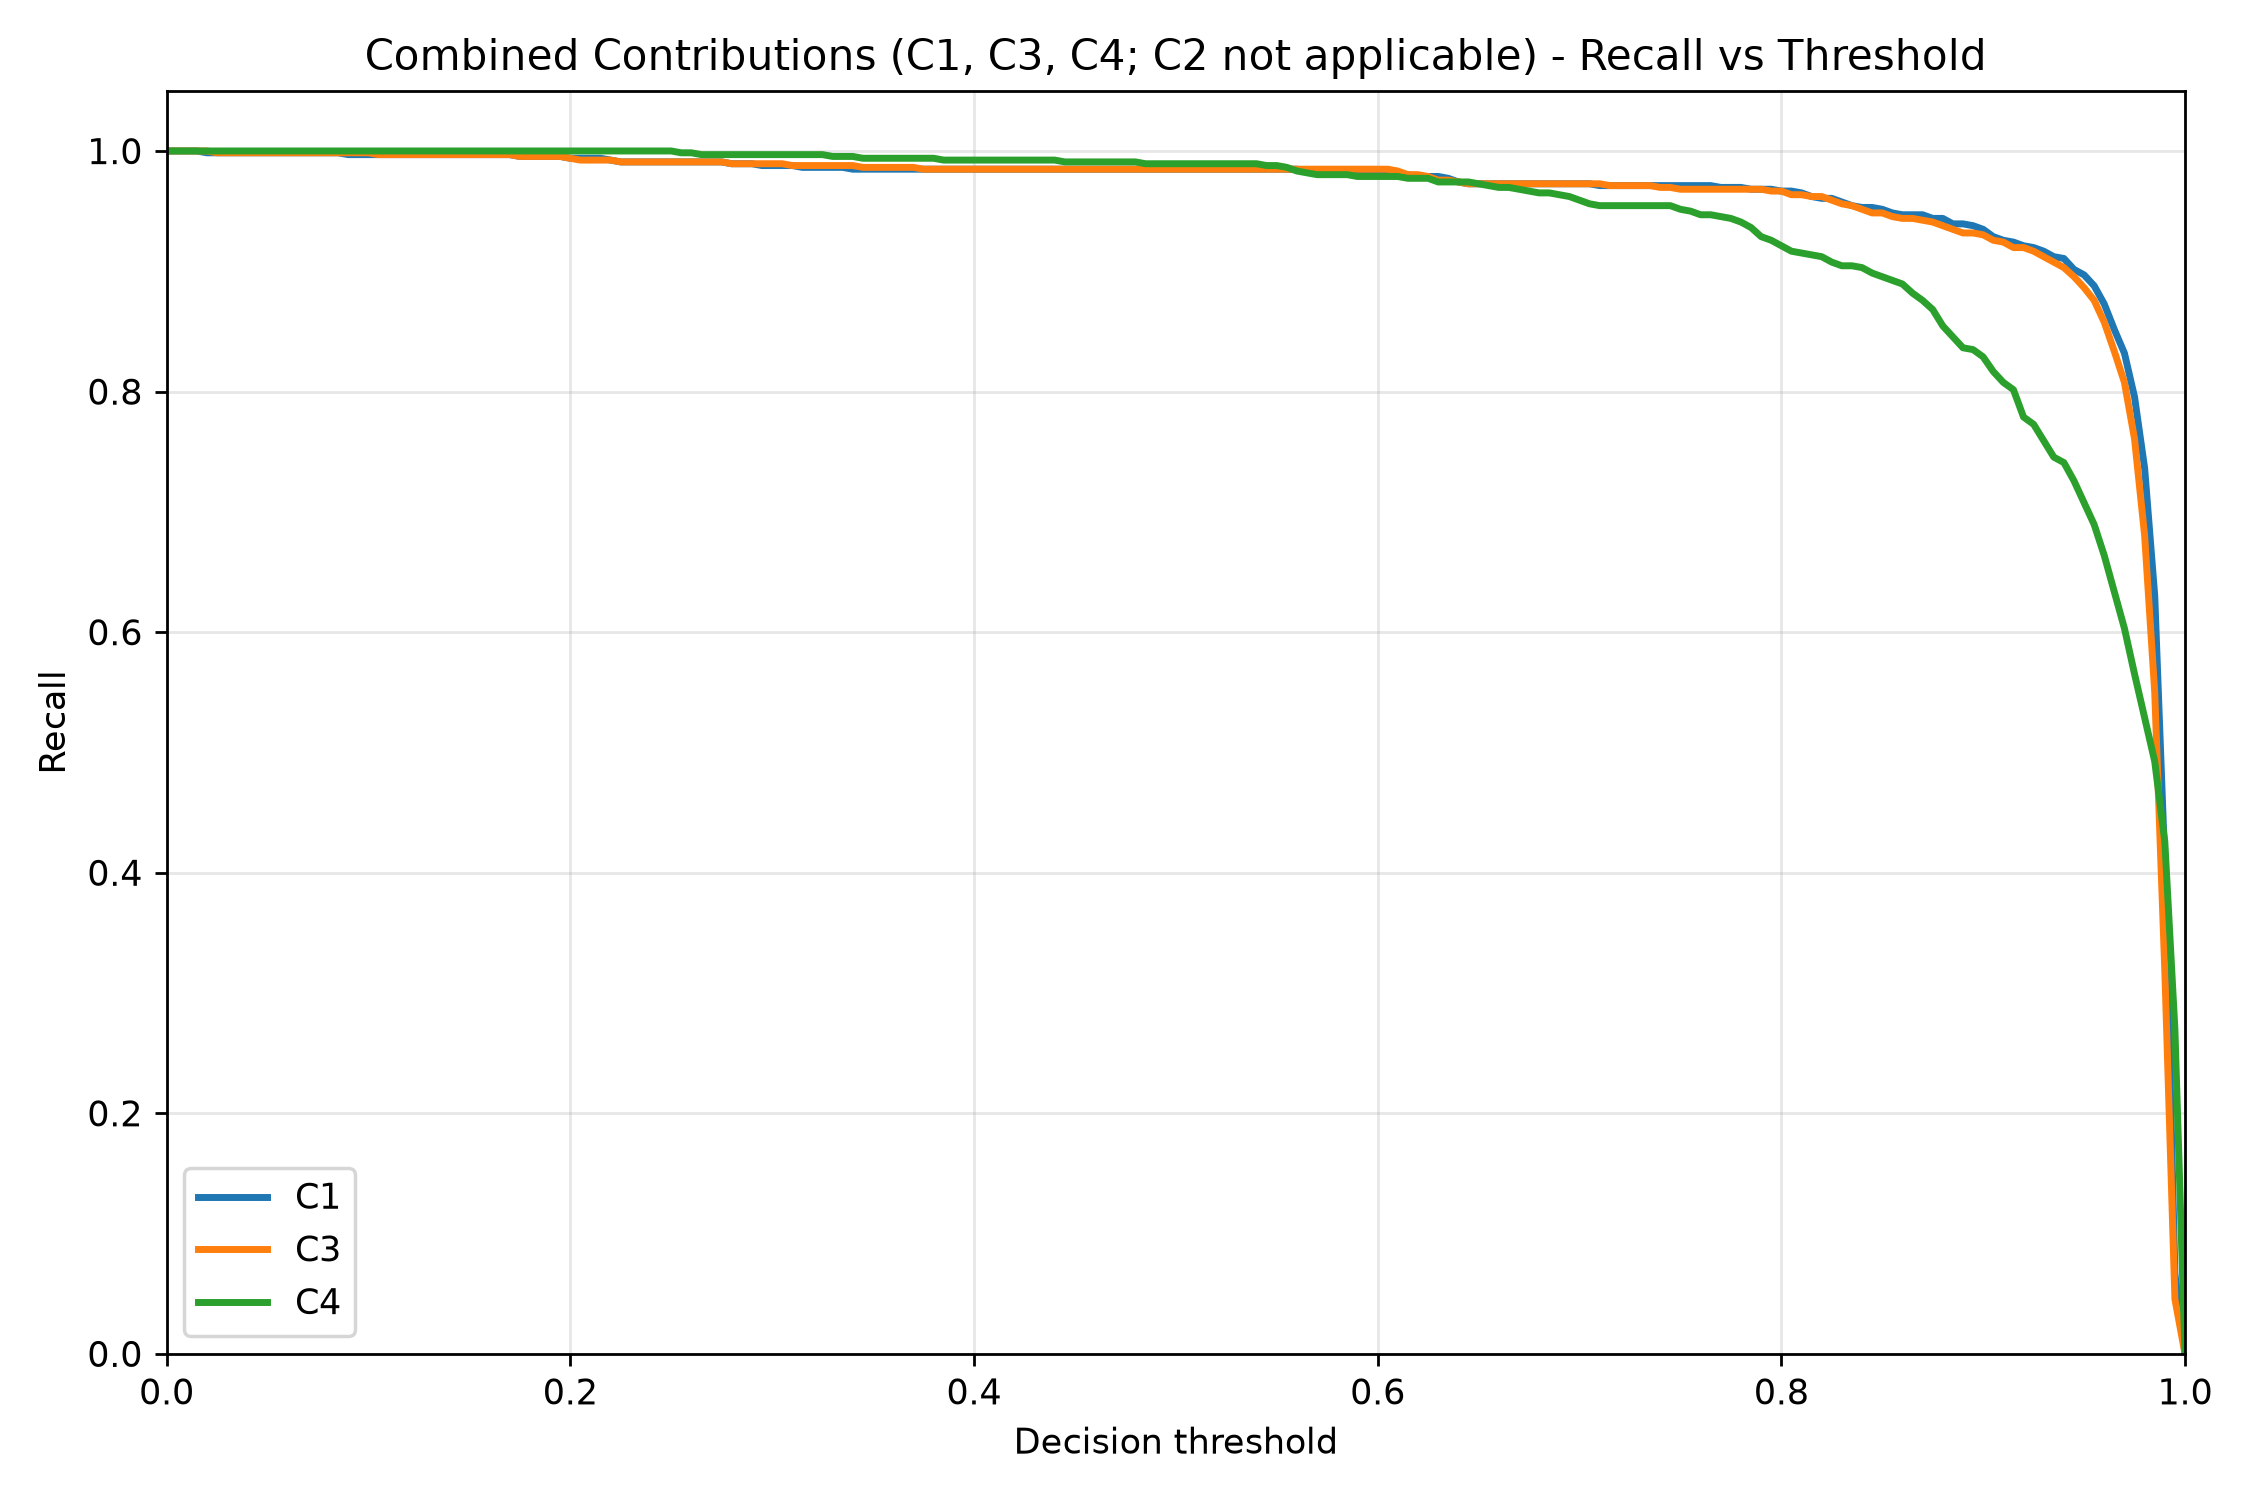 Combined Contributions (C1, C3, C4; C2 not applicable) - Recall vs Threshold
1.0
0.8
0.6
0.4
0.2
0.0
Recall
C1
C3
C4
0.0 0.2 0.4 0.6 0.8 1.0
Decision threshold